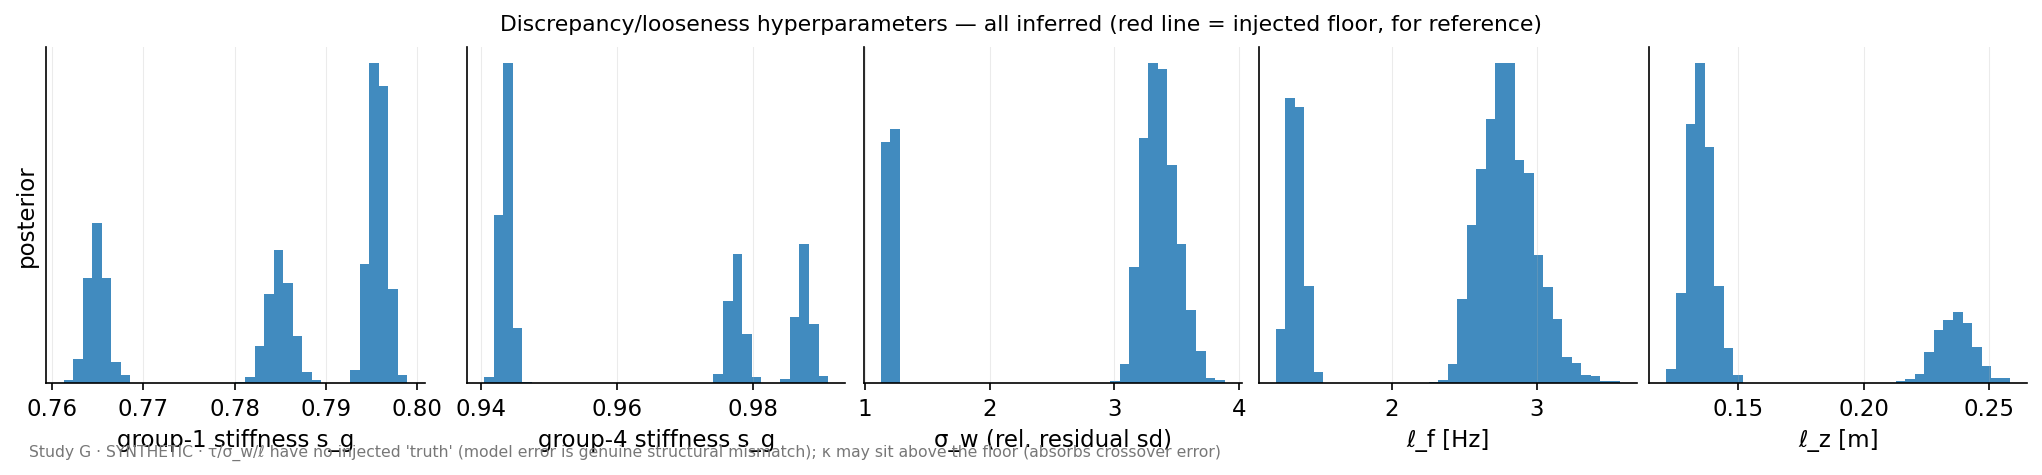 Discrepancy/looseness hyperparameters — all inferred (red line = injected floor, for reference)
posterior
0.76 0.77 0.78 0.79 0.80
0.94 0.96 0.98
1 2 3 4
2 3
0.15 0.20 0.25
group-1 stiffness s_g
group-4 stiffness s_g
σ_w (rel. residual sd)
ℓ_f [Hz]
ℓ_z [m]
Study G · SYNTHETIC · τ/σ_w/ℓ have no injected 'truth' (model error is genuine structural mismatch); κ may sit above the floor (absorbs crossover error)